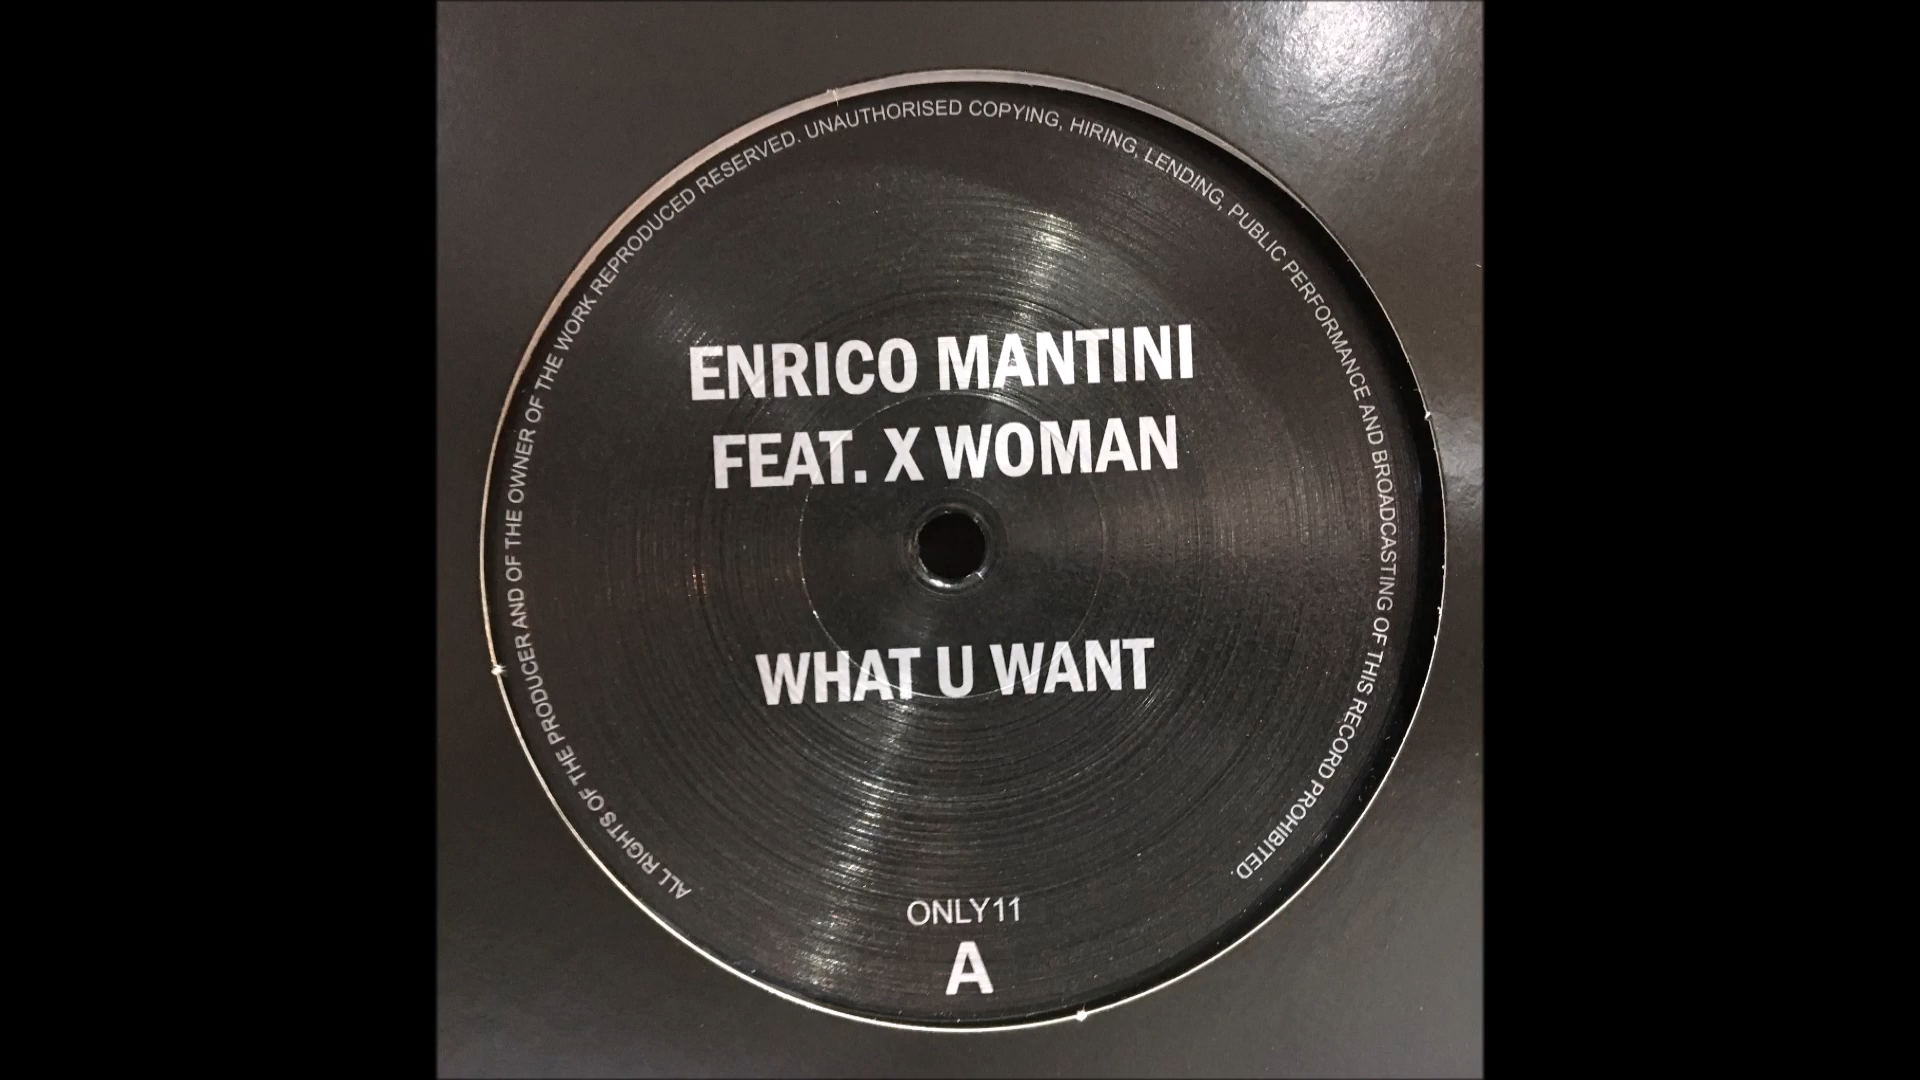 ALL RIGHTS OF THE PRODUCER AND OF THE OWNER OF THE WORK REPRODUCED RESERVED. UNAUTHORISED COPYING, HIRING, LENDING, PUBLIC PERFORMANCE AND BROADCASTING OF THIS RECORD PROHIBITED.
ENRICO MANTINI
FEAT. X WOMAN
WHAT U WANT
ONLY11
A